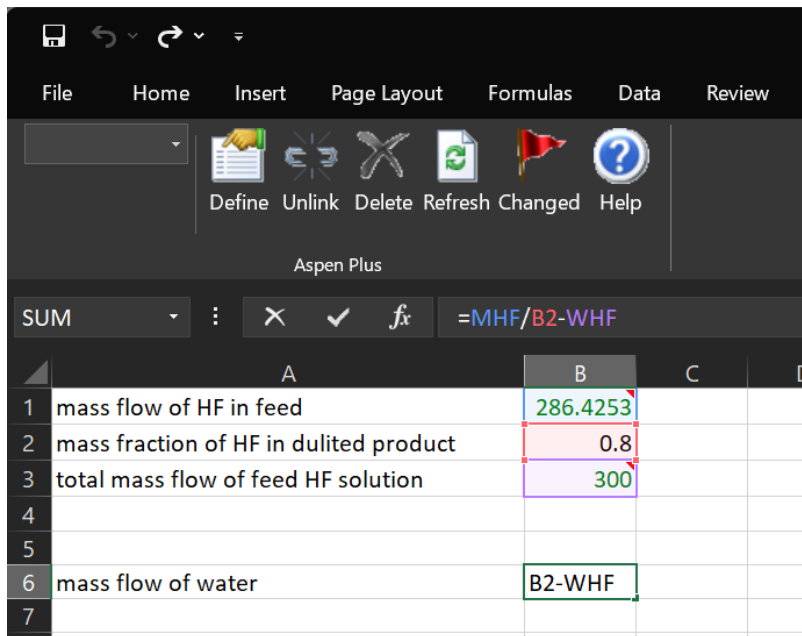 File Home Insert Page Layout Formulas Data Review
Define Unlink Delete Refresh Changed Help
Aspen Plus
SUM fx =MHF/B2-WHF
A B C
1 mass flow of HF in feed 286.4253
2 mass fraction of HF in dulited product 0.8
3 total mass flow of feed HF solution 300
4
5
6 mass flow of water B2-WHF
7